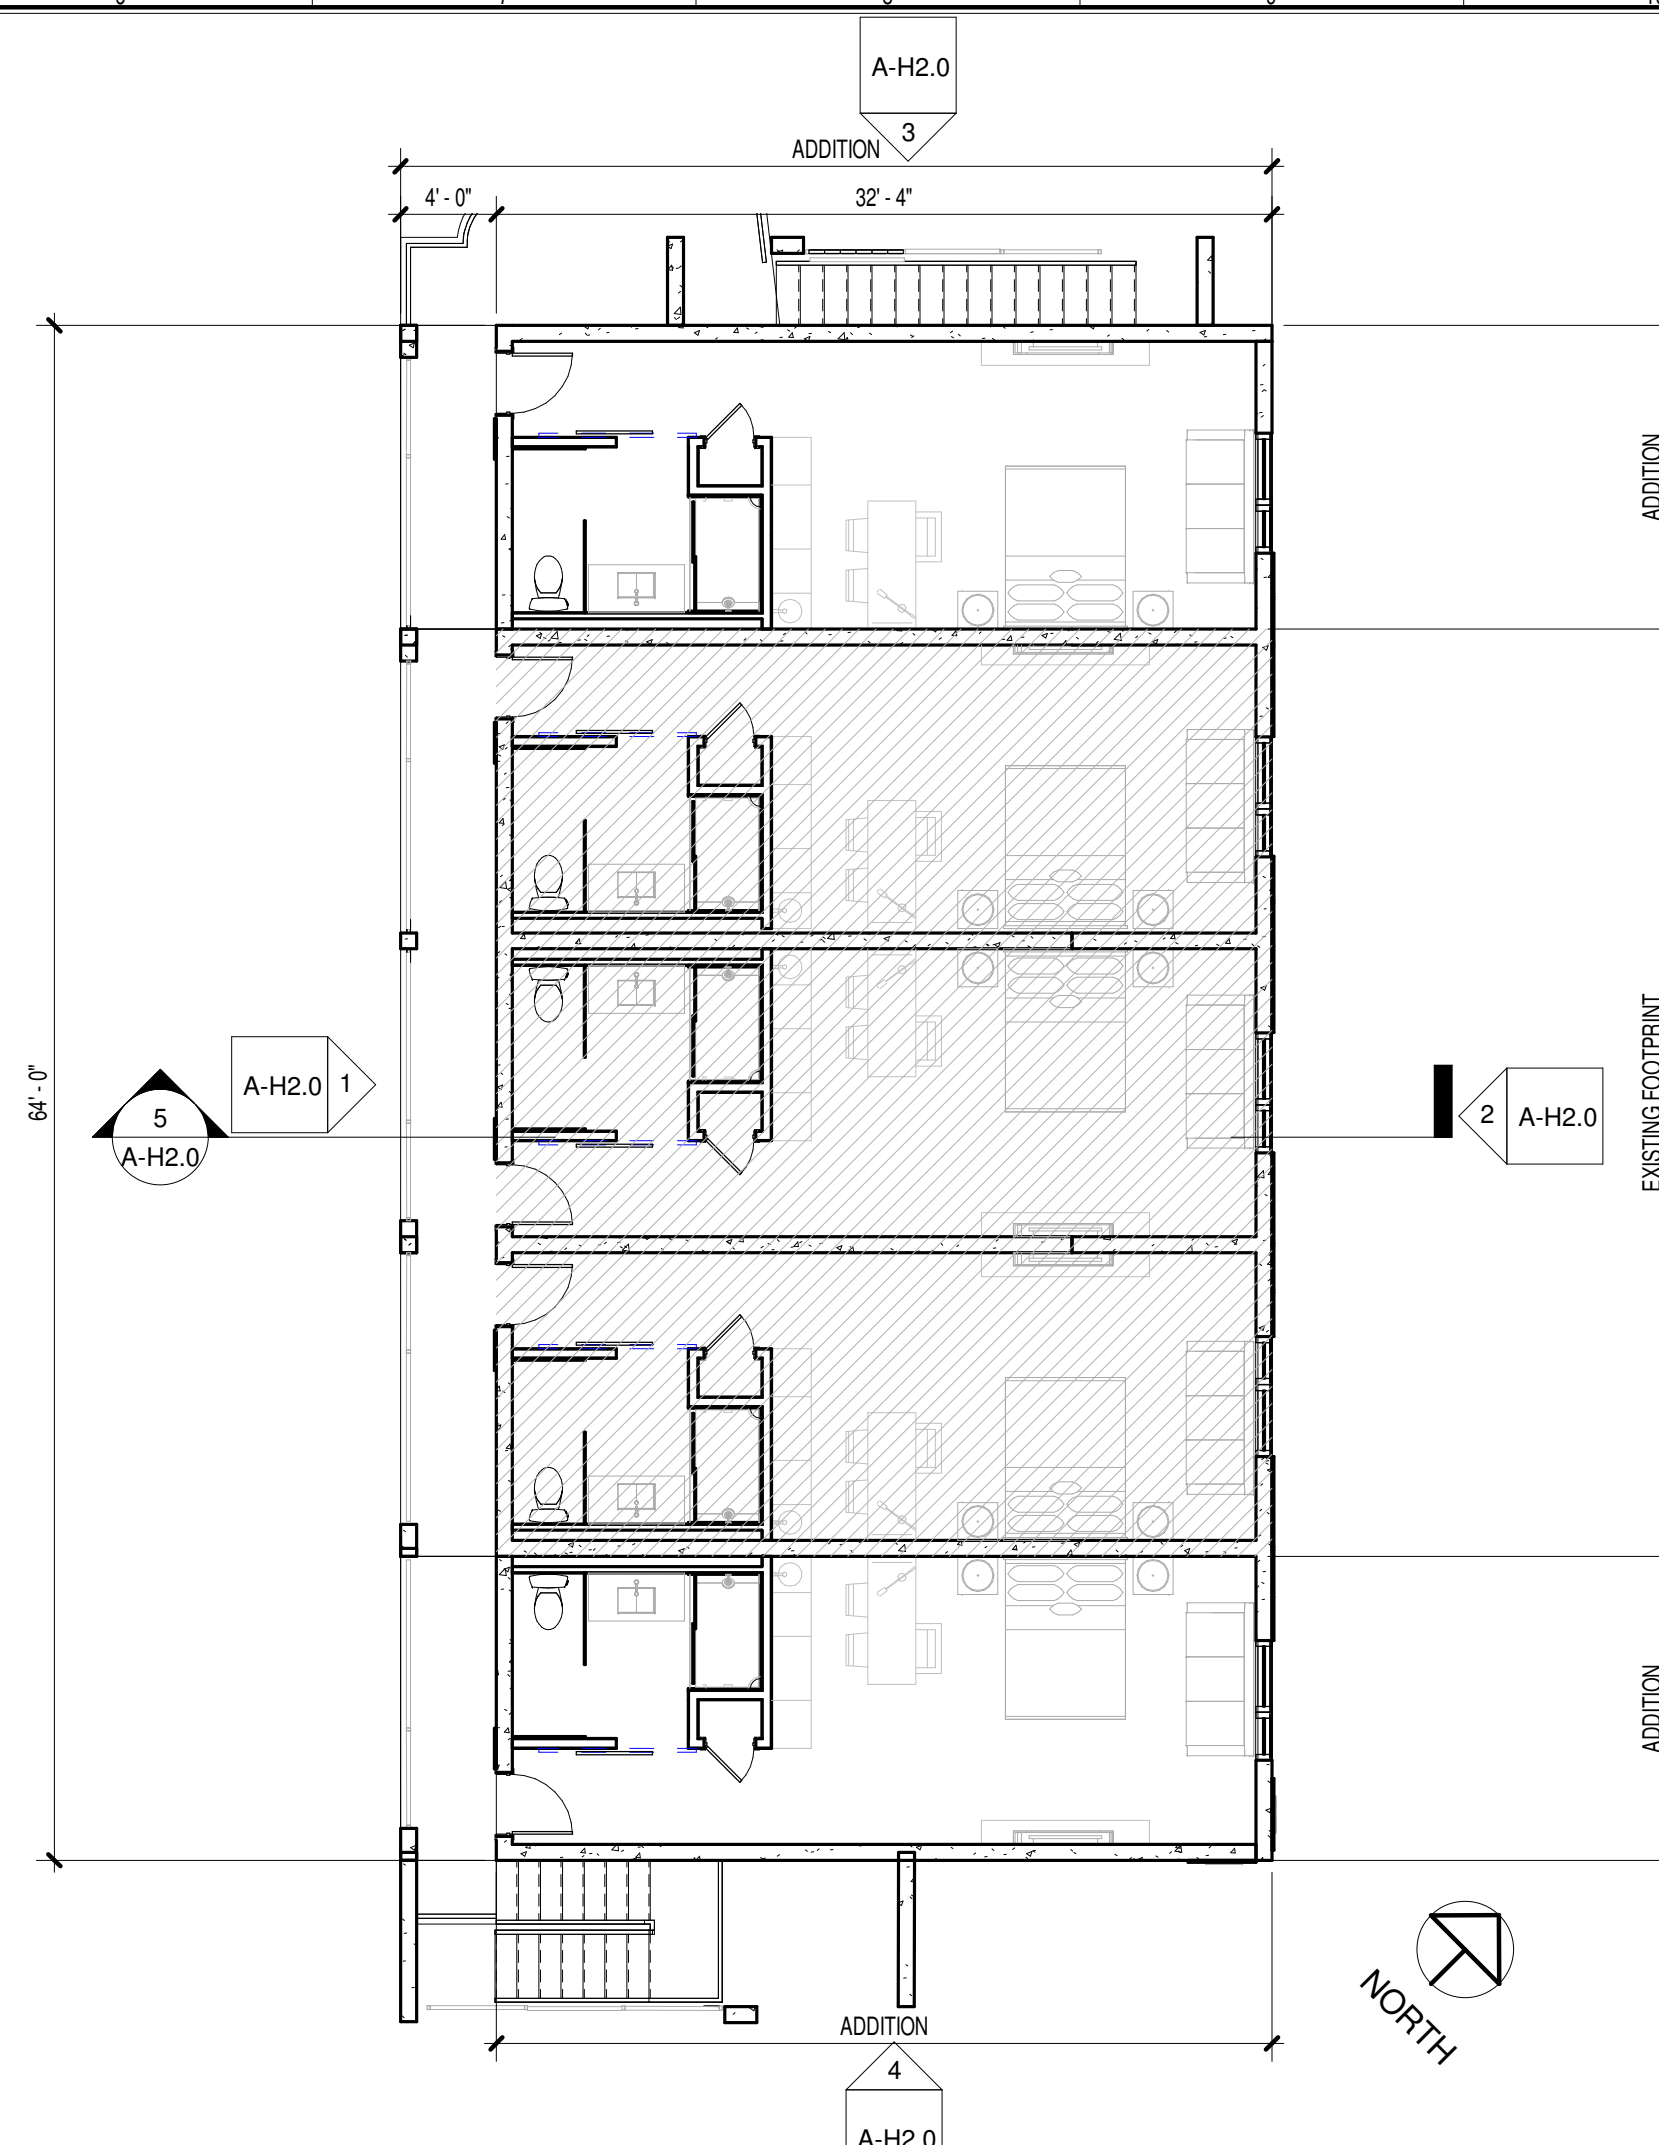 A-H2.0
3
ADDITION
4' - 0"
32' - 4"
ADDITION
64' - 0"
A-H2.0
1
5
A-H2.0
2
A-H2.0
EXISTING FOOTPRINT
ADDITION
NORTH
ADDITION
4
A-H2.0